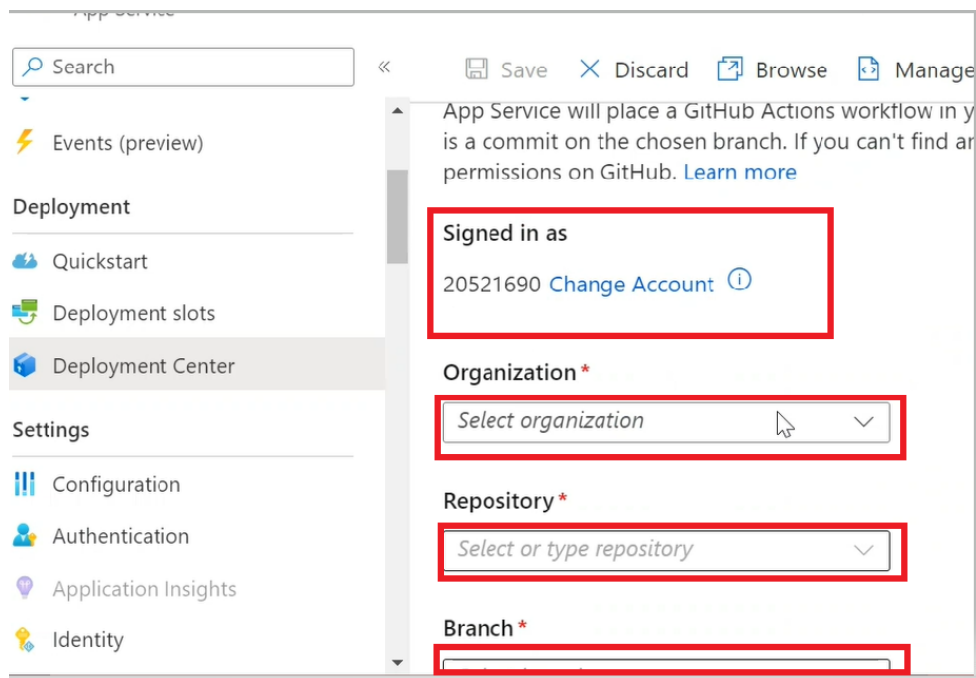 App Service
Search
Save
Discard
Browse
Manage
Events (preview)
Deployment
Quickstart
Deployment slots
Deployment Center
Settings
Configuration
Authentication
Application Insights
Identity
App Service will place a GitHub Actions workflow in y
is a commit on the chosen branch. If you can't find ar
permissions on GitHub. Learn more
Signed in as
20521690 Change Account
Organization *
Select organization
Repository *
Select or type repository
Branch *